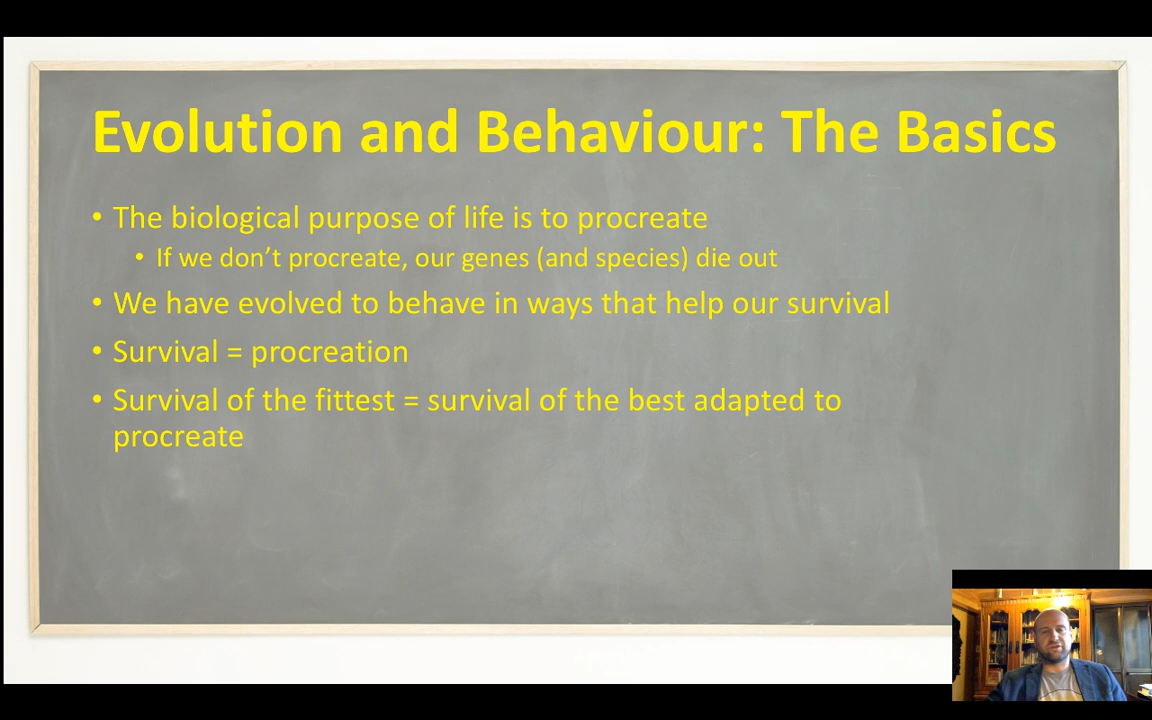 Evolution and Behaviour: The Basics
• The biological purpose of life is to procreate
• If we don’t procreate, our genes (and species) die out
• We have evolved to behave in ways that help our survival
• Survival = procreation
• Survival of the fittest = survival of the best adapted to
procreate